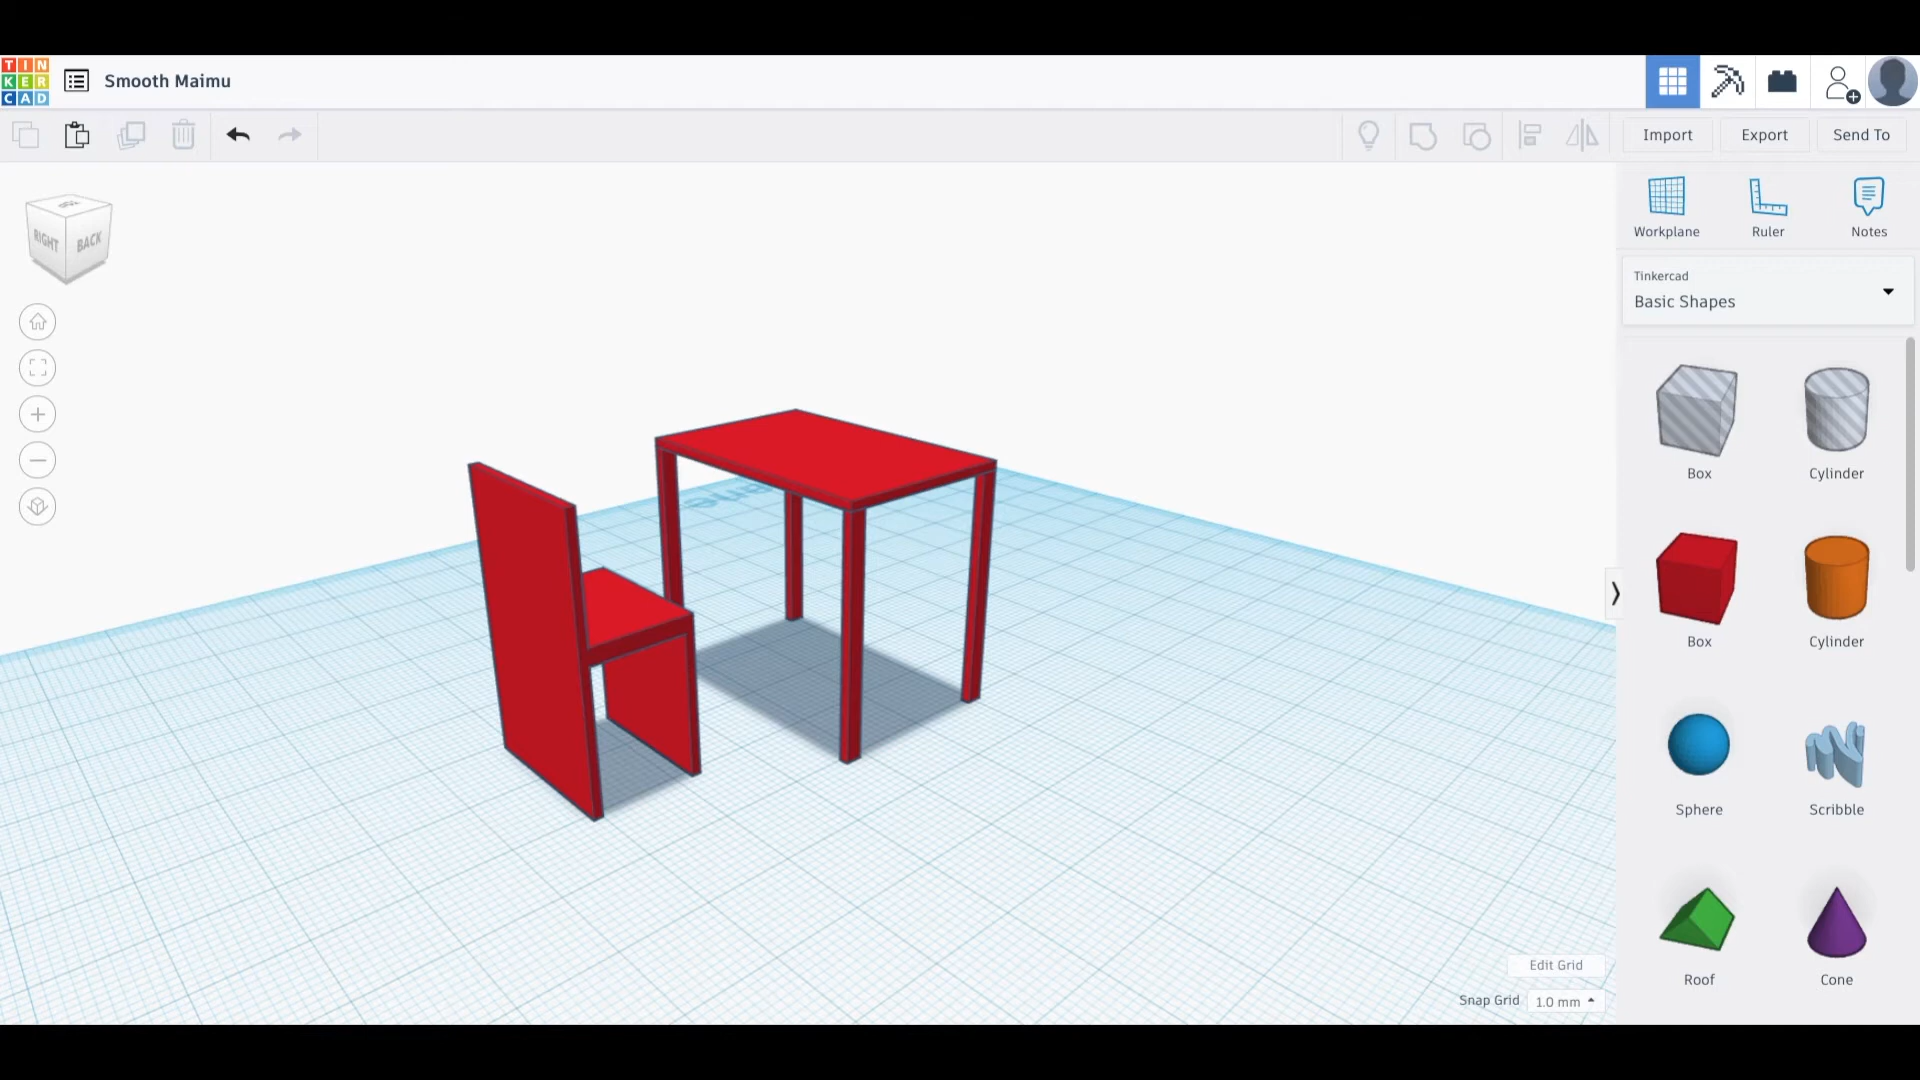 TIN
KER
CAD
Smooth Maimu
Import
Export
Send To
RIGHT
BACK
Workplane
Ruler
Notes
Tinkercad
Basic Shapes
Box
Cylinder
Box
Cylinder
Sphere
Scribble
Roof
Cone
Edit Grid
Snap Grid
1.0 mm